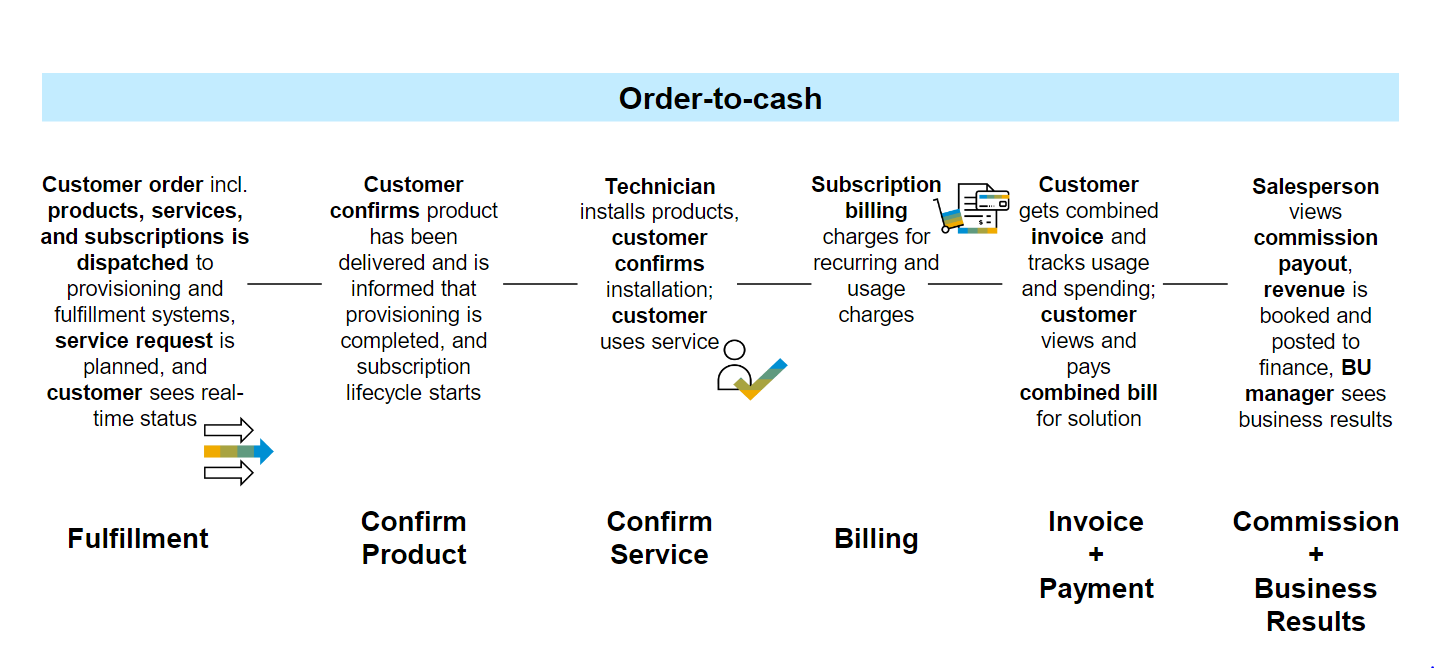 Order-to-cash
Customer order incl.
products, services,
and subscriptions is
dispatched to
provisioning and
fulfillment systems,
service request is
planned, and
customer sees real-
time status
Customer
confirms product
has been
delivered and is
informed that
provisioning is
completed, and
subscription
lifecycle starts
Technician
installs products,
customer
confirms
installation;
customer
uses service
Subscription
billing
charges for
recurring and
usage
charges
Customer
gets combined
invoice and
tracks usage
and spending;
customer
views and
pays
combined bill
for solution
Salesperson
views
commission
payout,
revenue is
booked and
posted to
finance, BU
manager sees
business results
Fulfillment
Confirm
Product
Confirm
Service
Billing
Invoice
+
Payment
Commission
+
Business
Results